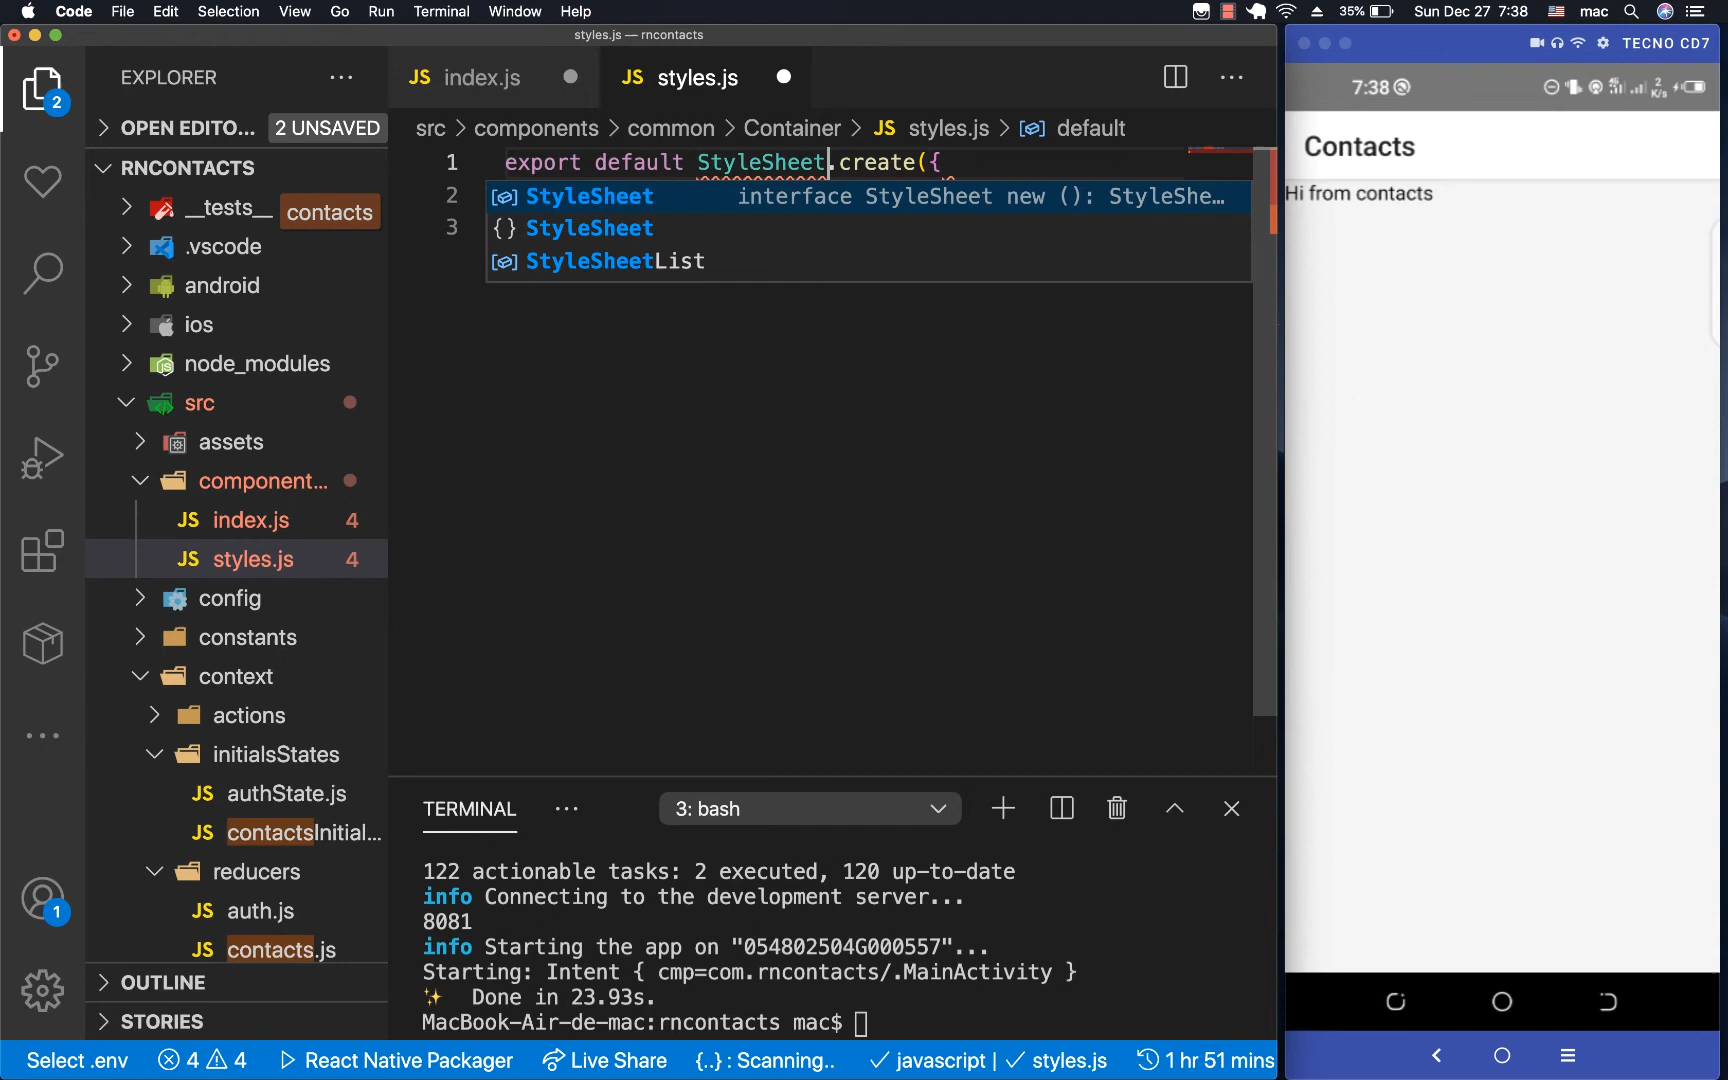 Code File Edit Selection View Go Run Terminal Window Help
35% Sun Dec 27 7:38 mac
styles.js — rncontacts
TECNO CD7
EXPLORER
JS index.js
JS styles.js
OPEN EDITO... 2 UNSAVED
src > components > common > Container > JS styles.js > default
RNCONTACTS
__tests__
contacts
.vscode
android
ios
node_modules
src
assets
component...
JS index.js 4
JS styles.js 4
config
constants
context
actions
initialsStates
JS authState.js
JS contactsInitial...
reducers
JS auth.js
JS contacts.js
OUTLINE
STORIES
2
1
1 export default StyleSheet.create({
2
3
StyleSheet interface StyleSheet new (): StyleShe...
{} StyleSheet
StyleSheetList
TERMINAL
3: bash
122 actionable tasks: 2 executed, 120 up-to-date
info Connecting to the development server...
8081
info Starting the app on "054802504G000557"...
Starting: Intent { cmp=com.rncontacts/.MainActivity }
✨ Done in 23.93s.
MacBook-Air-de-mac:rncontacts mac$
Select .env 4 4 React Native Packager Live Share {..} : Scanning.. ✓ javascript | ✓ styles.js 1 hr 51 mins
7:38
2
K/s
Contacts
Hi from contacts